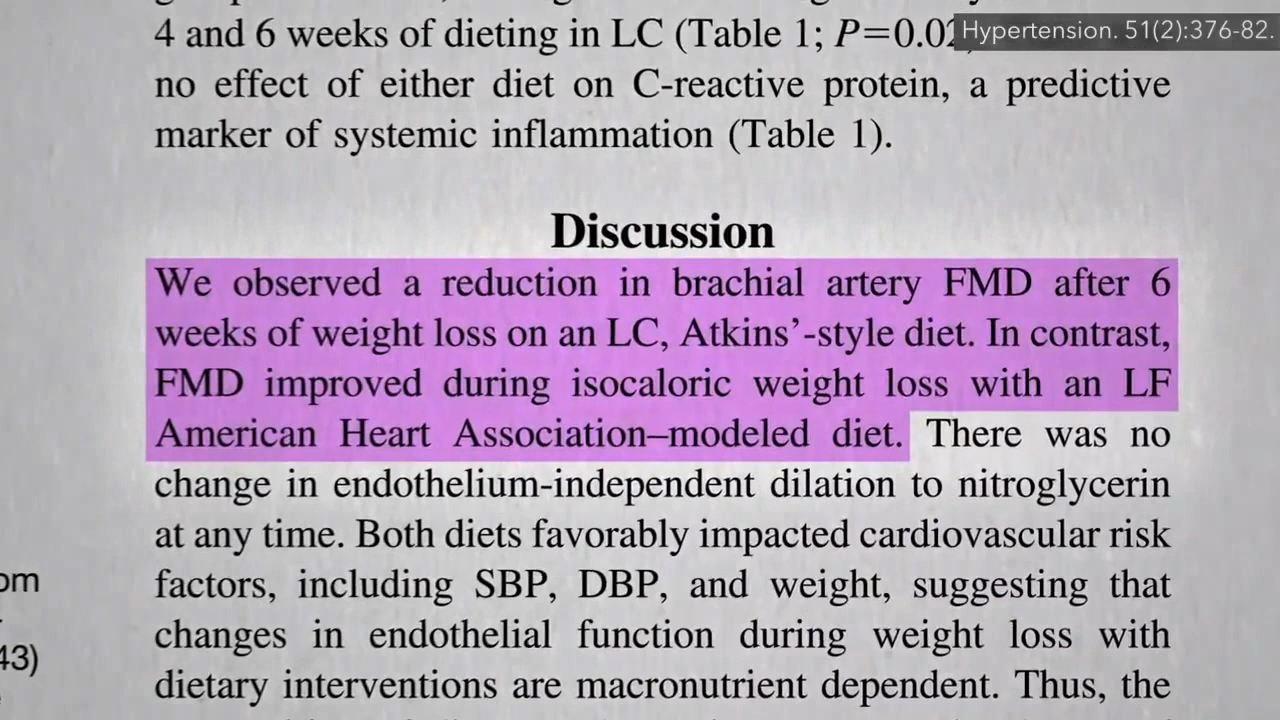 4 and 6 weeks of dieting in LC (Table 1; P=0.02
Hypertension. 51(2):376-82.
no effect of either diet on C-reactive protein, a predictive
marker of systemic inflammation (Table 1).
Discussion
We observed a reduction in brachial artery FMD after 6
weeks of weight loss on an LC, Atkins’-style diet. In contrast,
FMD improved during isocaloric weight loss with an LF
American Heart Association–modeled diet. There was no
change in endothelium-independent dilation to nitroglycerin
at any time. Both diets favorably impacted cardiovascular risk
factors, including SBP, DBP, and weight, suggesting that
om
changes in endothelial function during weight loss with
43)
dietary interventions are macronutrient dependent. Thus, the